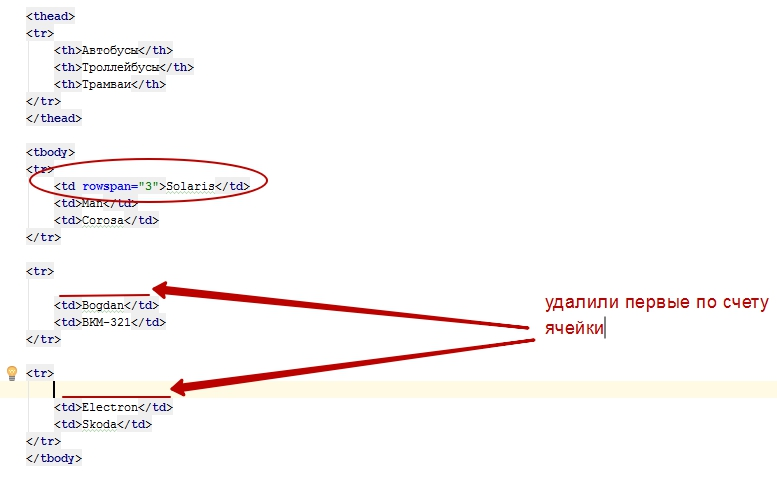 <thead>
<tr>
<th>Автобусы</th>
<th>Троллейбусы</th>
<th>Трамваи</th>
</tr>
</thead>
<tbody>
<tr>
<td rowspan="3">Solaris</td>
<td>Man</td>
<td>Corosa</td>
</tr>
<tr>
<td>Bogdan</td>
<td>ВКМ-321</td>
</tr>
<tr>
<td>Electron</td>
<td>Skoda</td>
</tr>
</tbody>
удалили первые по счету
ячейки